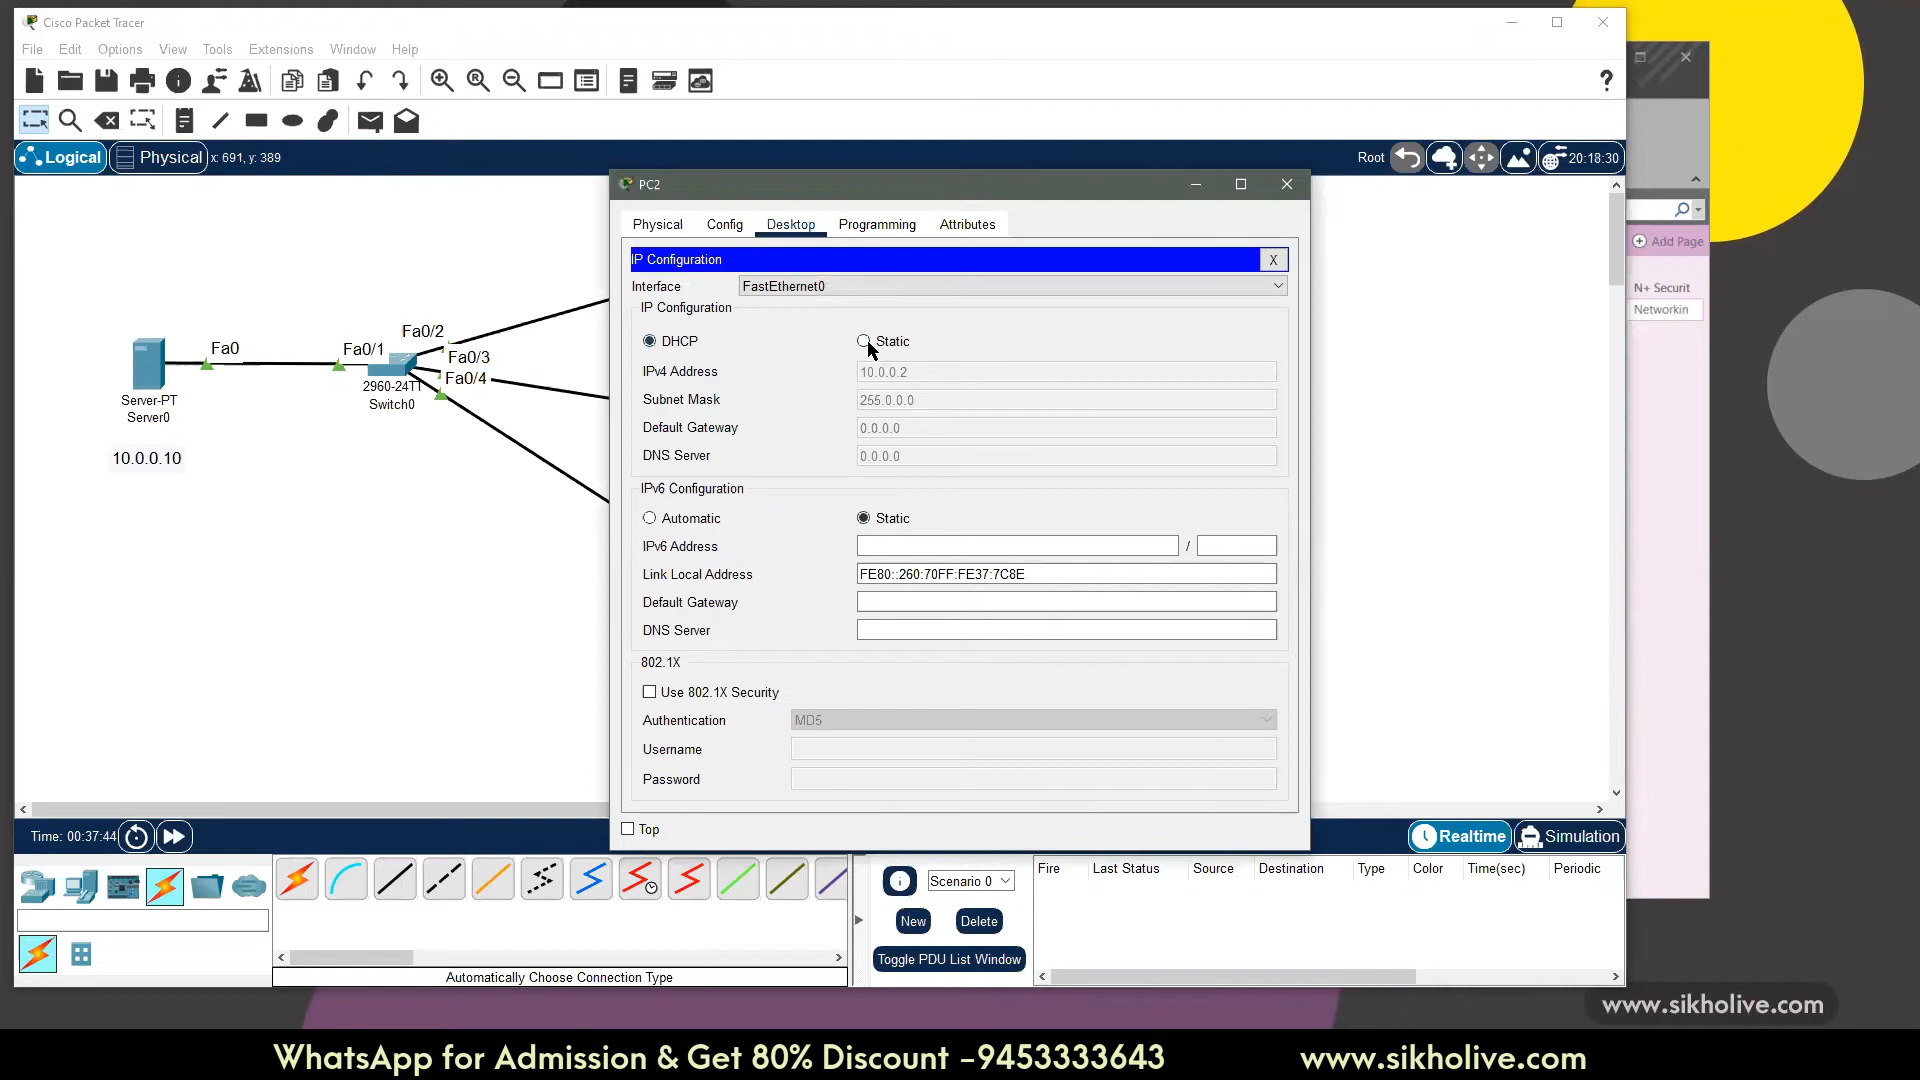 Cisco Packet Tracer
File Edit Options View Tools Extensions Window Help
?
Logical Physical x: 691, y: 389 Root 20:18:30
Add Page
N+ Securit
Networkin
PC2
Physical Config Desktop Programming Attributes
IP Configuration X
Interface FastEthernet0
IP Configuration
DHCP Static
IPv4 Address 10.0.0.2
Subnet Mask 255.0.0.0
Default Gateway 0.0.0.0
DNS Server 0.0.0.0
IPv6 Configuration
Automatic Static
IPv6 Address /
Link Local Address FE80::260:70FF:FE37:7C8E
Default Gateway
DNS Server
802.1X
Use 802.1X Security
Authentication MD5
Username
Password
Top
Fa0
Fa0/1
Fa0/2
Fa0/3
Fa0/4
Server-PT
Server0
10.0.0.10
2960-24TT
Switch0
Time: 00:37:44 Realtime Simulation
Automatically Choose Connection Type
Scenario 0
New Delete
Toggle PDU List Window
Fire Last Status Source Destination Type Color Time(sec) Periodic
www.sikholive.com
WhatsApp for Admission & Get 80% Discount –9453333643 www.sikholive.com